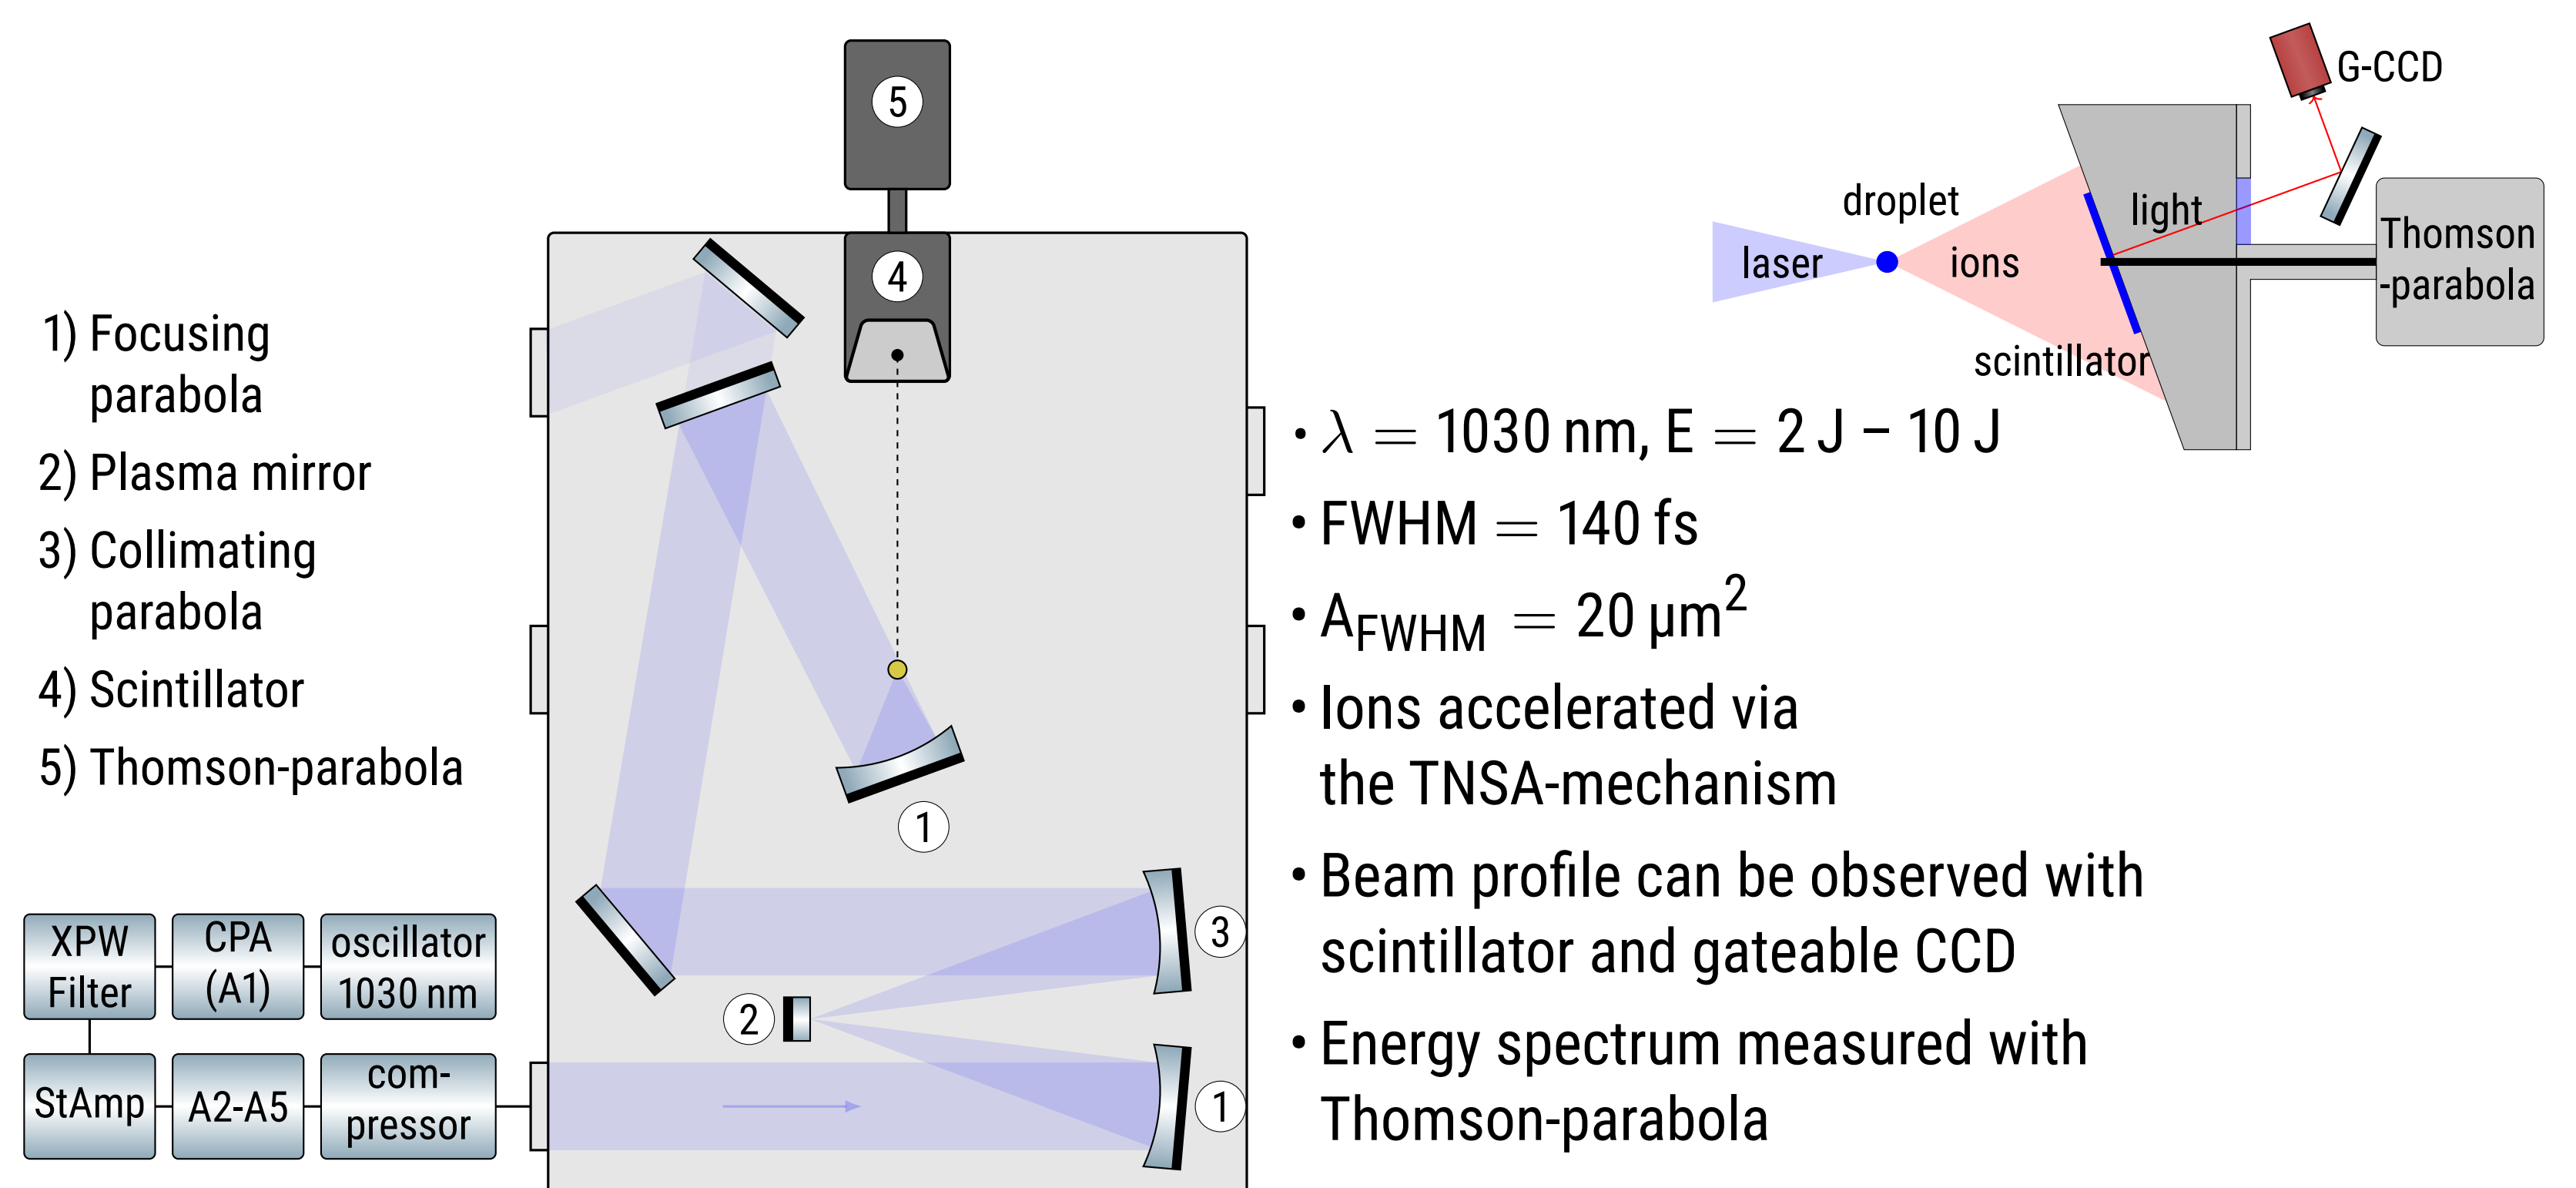 1) Focusing
parabola
2) Plasma mirror
3) Collimating
parabola
4) Scintillator
5) Thomson-parabola
XPW
Filter
CPA
(A1)
oscillator
1030 nm
StAmp
A2-A5
com-
pressor
5
4
1
3
2
1
droplet
laser
ions
light
scintillator
G-CCD
Thomson
-parabola
• λ = 1030 nm, E = 2 J – 10 J
• FWHM = 140 fs
• A_FWHM = 20 µm²
• Ions accelerated via
the TNSA-mechanism
• Beam profile can be observed with
scintillator and gateable CCD
• Energy spectrum measured with
Thomson-parabola